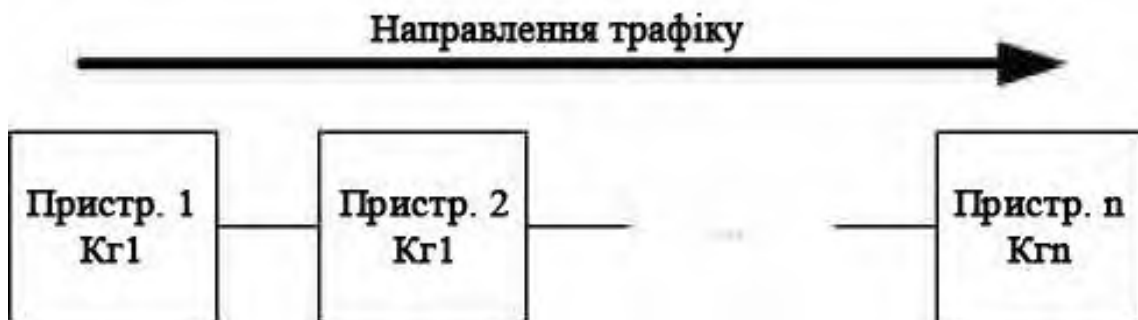 Направлення трафіку
Пристр. 1
Кг1
Пристр. 2
Кг1
...
Пристр. n
Кгn